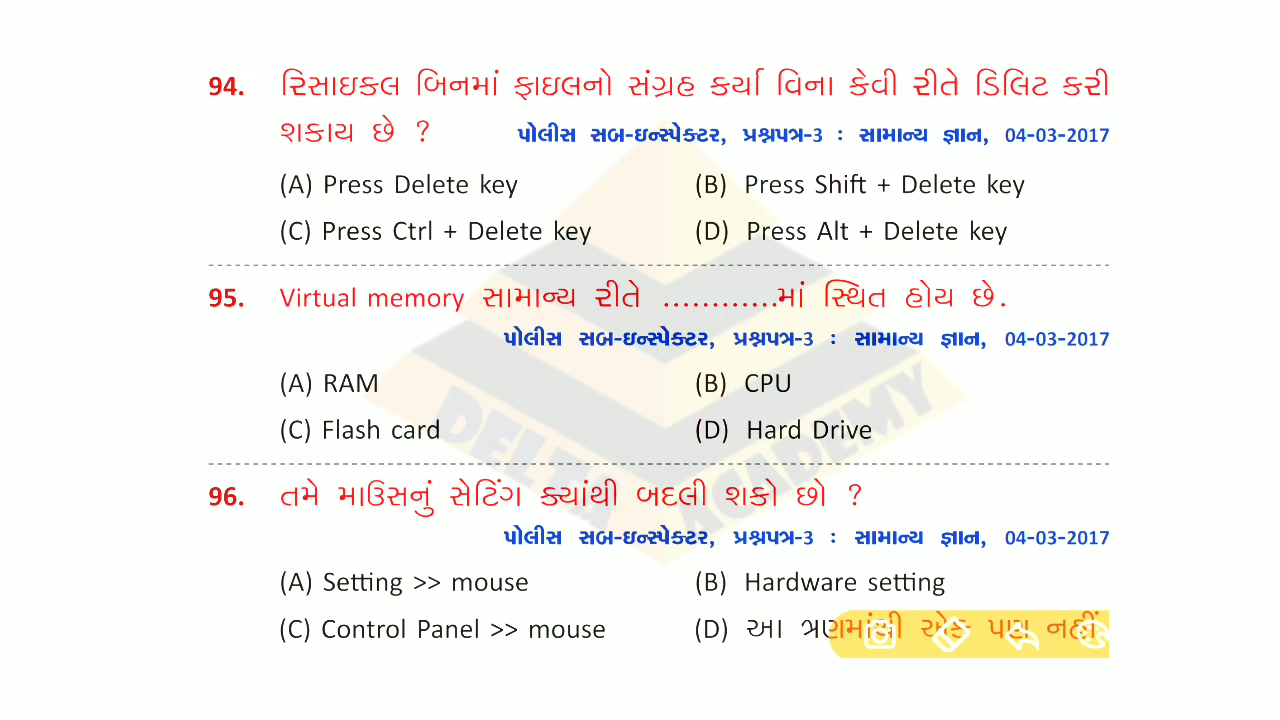 94. રિસાઇકલ બિનમાં ફાઇલનો સંગ્રહ કર્યા વિના કેવી રીતે ડિલિટ કરી
શકાય છે ? પોલીસ સબ-ઇન્સ્પેક્ટર, પ્રશ્નપત્ર-3 : સામાન્ય જ્ઞાન, 04-03-2017
(A) Press Delete key (B) Press Shift + Delete key
(C) Press Ctrl + Delete key (D) Press Alt + Delete key
95. Virtual memory સામાન્ય રીતે ............માં સ્થિત હોય છે.
પોલીસ સબ-ઇન્સ્પેક્ટર, પ્રશ્નપત્ર-3 : સામાન્ય જ્ઞાન, 04-03-2017
(A) RAM (B) CPU
(C) Flash card (D) Hard Drive
DELTA ACADEMY
96. તમે માઉસનું સેટિંગ ક્યાંથી બદલી શકો છો ?
પોલીસ સબ-ઇન્સ્પેક્ટર, પ્રશ્નપત્ર-3 : સામાન્ય જ્ઞાન, 04-03-2017
(A) Setting >> mouse (B) Hardware setting
(C) Control Panel >> mouse (D) આ ત્રણમાંથી એક પણ નહીં